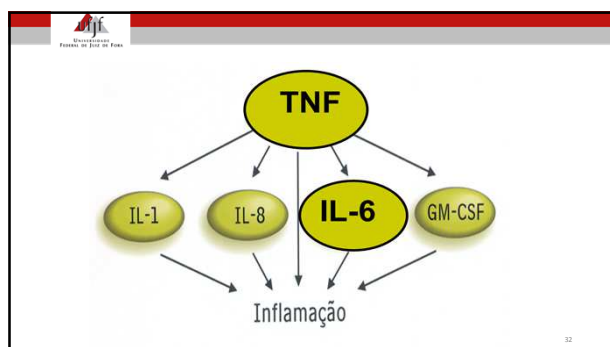 ufjf
UNIVERSIDADE
FEDERAL DE JUIZ DE FORA
TNF
IL-1
IL-8
IL-6
GM-CSF
Inflamação
32